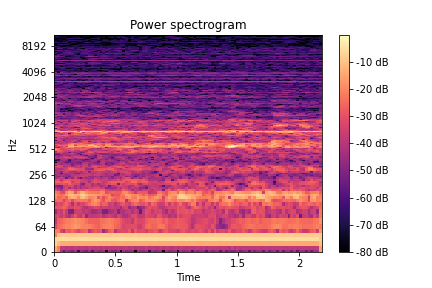 Power spectrogram
8192
4096
2048
1024
512
256
128
64
0
Hz
0 0.5 1 1.5 2
Time
-10 dB
-20 dB
-30 dB
-40 dB
-50 dB
-60 dB
-70 dB
-80 dB